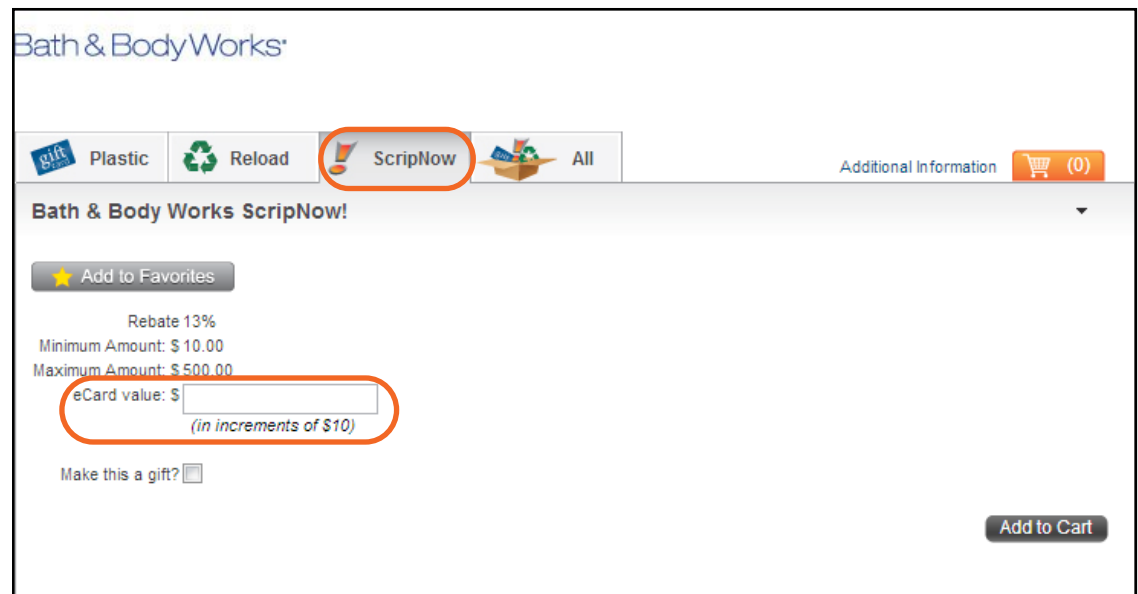 Bath & Body Works
gift card Plastic Reload ScripNow All
Additional Information (0)
Bath & Body Works ScripNow!
Add to Favorites
Rebate 13%
Minimum Amount: $ 10.00
Maximum Amount: $ 500.00
eCard value: $
(in increments of $10)
Make this a gift?
Add to Cart